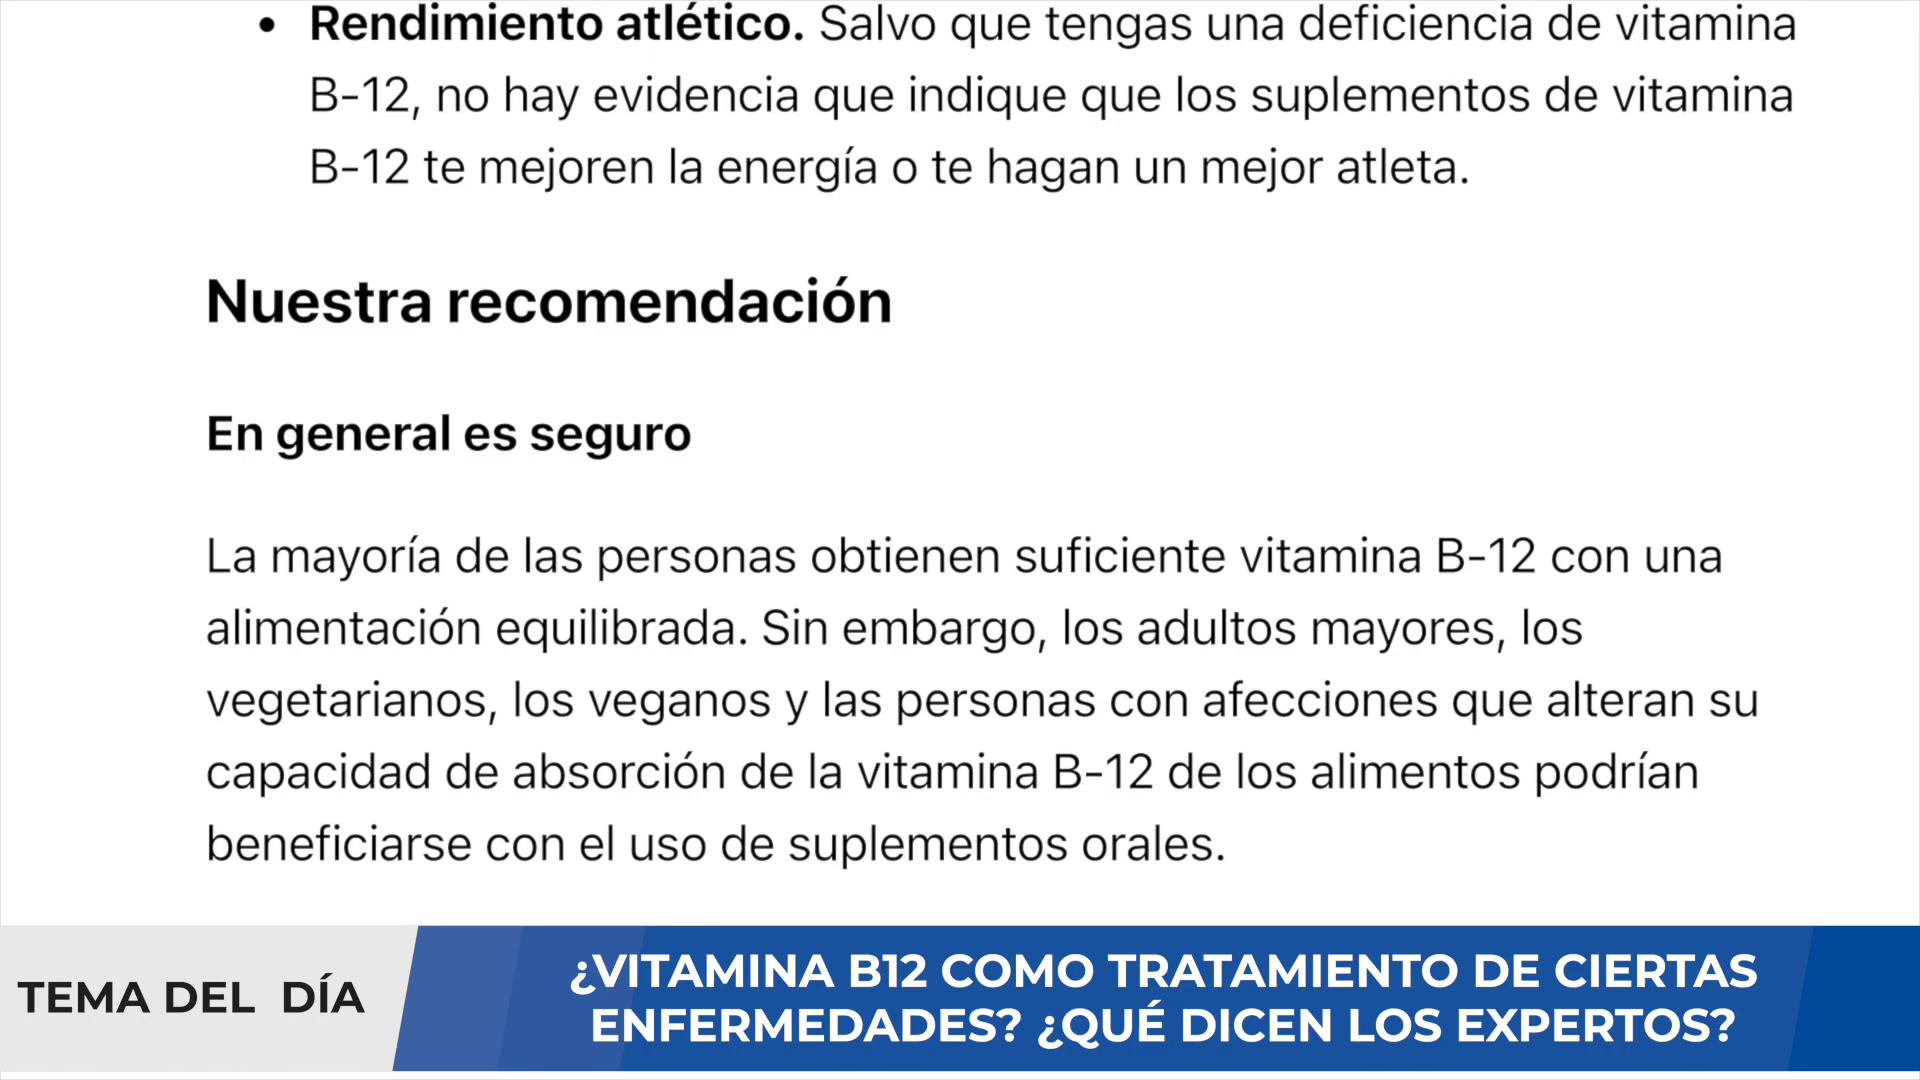 • Rendimiento atlético. Salvo que tengas una deficiencia de vitamina
B-12, no hay evidencia que indique que los suplementos de vitamina
B-12 te mejoren la energía o te hagan un mejor atleta.
Nuestra recomendación
En general es seguro
La mayoría de las personas obtienen suficiente vitamina B-12 con una
alimentación equilibrada. Sin embargo, los adultos mayores, los
vegetarianos, los veganos y las personas con afecciones que alteran su
capacidad de absorción de la vitamina B-12 de los alimentos podrían
beneficiarse con el uso de suplementos orales.
TEMA DEL DÍA
¿VITAMINA B12 COMO TRATAMIENTO DE CIERTAS
ENFERMEDADES? ¿QUÉ DICEN LOS EXPERTOS?